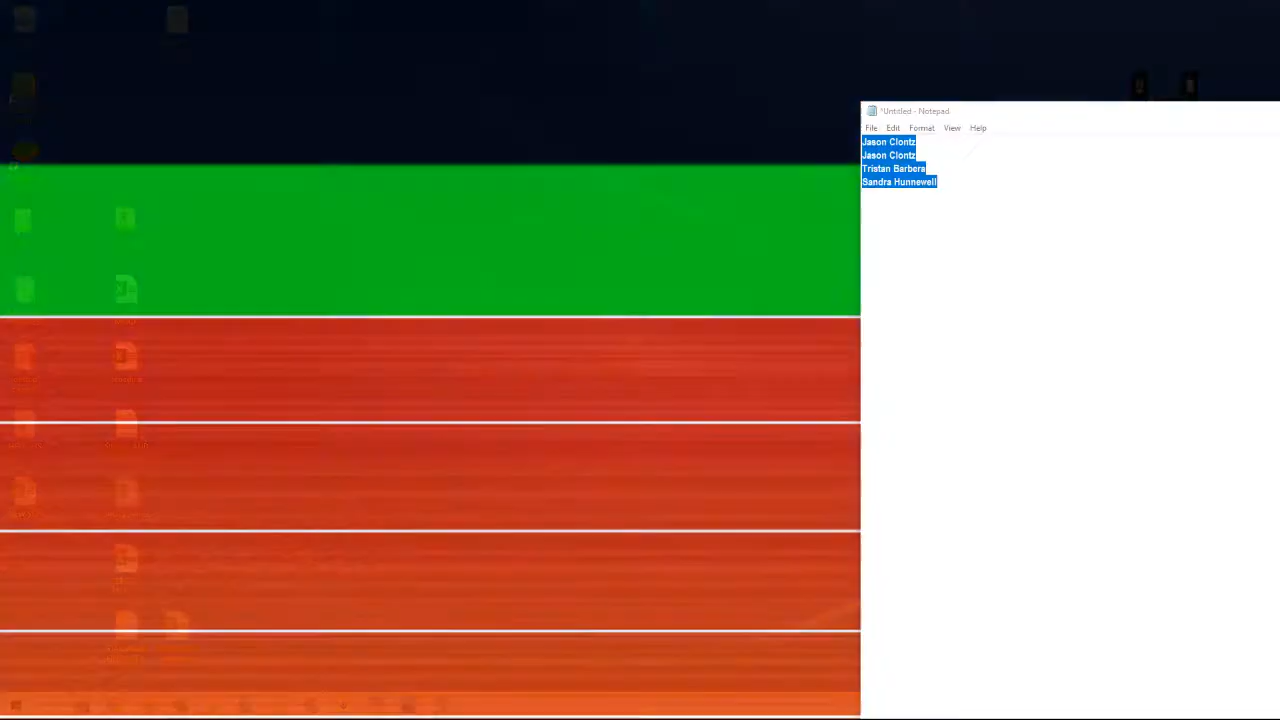 *Untitled - Notepad
File Edit Format View Help
Jason Clontz
Jason Clontz
Tristan Barbera
Sandra Hunnewell